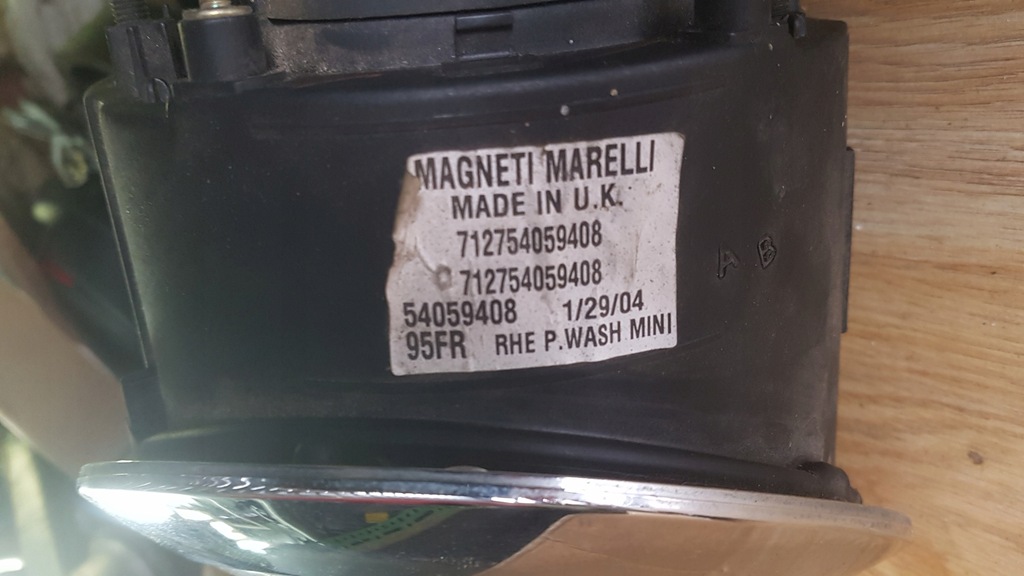 MAGNETI MARELLI
MADE IN U.K.
712754059408
712754059408
54059408 1/29/04
95FR RHE P.WASH MINI
A B